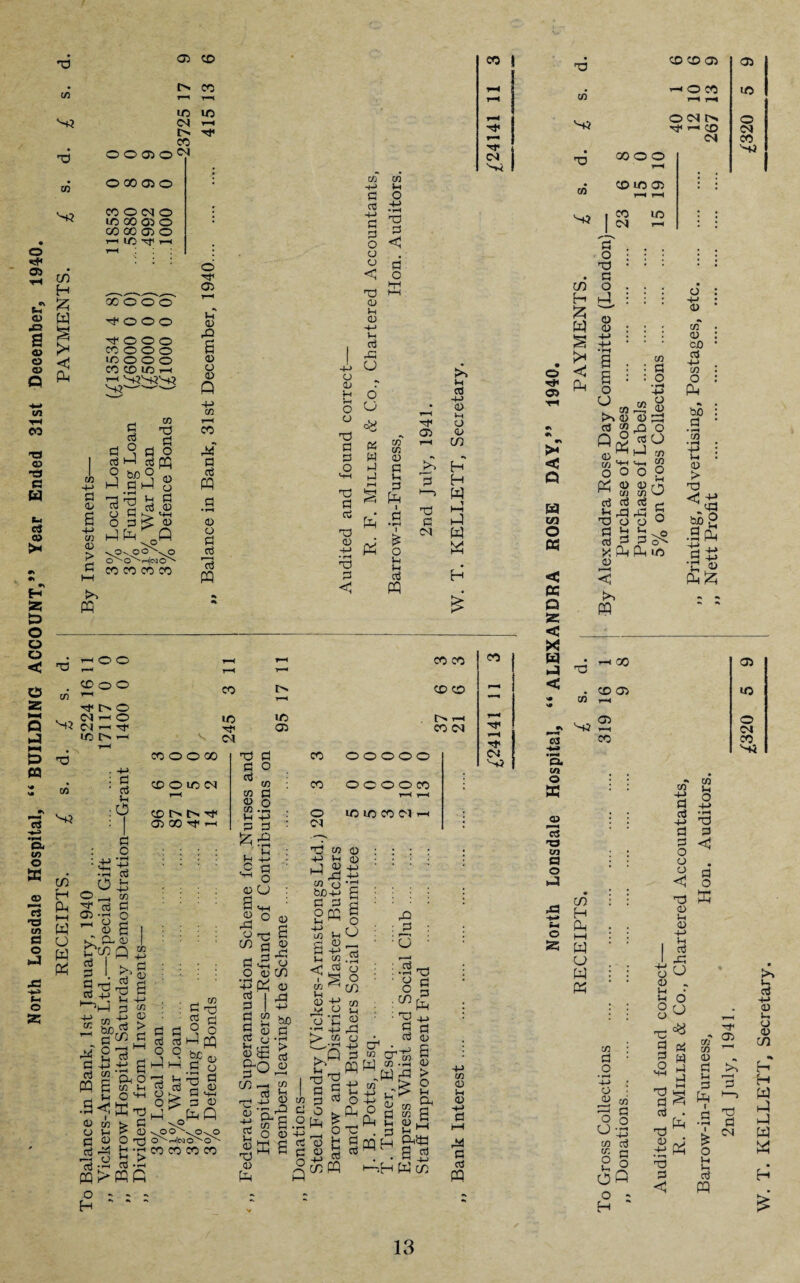 North Lonsdale Hospital, "BUILDING ACCOUNT," Year Ended 31st December, 1940.
RECEIPTS. £ s. d. £ s. d.
To Balance in Bank, 1st January, 1940 ... 5224 16 11
„ Vickers-Armstrongs Ltd.—Special Gift ... 17117 0 0
„ Barrow Hospital Saturday Demonstration—Grant 1400 0 0
„ Dividend from Investments—
3% Local Loan ... 96 6 3
3½% War Loan ... 87 10 0
3% Funding Loan ... 47 5 0
3% Defence Bonds ... 14 2 8
245 3 11
„ Federated Superannuation Scheme for Nurses and
Hospital Officers—Refund of Contributions on
members leaving the Scheme ... 95 17 11
„ Donations—
Steel Foundry (Vickers-Armstrongs Ltd.) 20 3 3
Barrow and District Master Butchers
and Port Butchers Social Committee 5 0 0
J. B. Potts, Esq. ... 5 0 0
T. Turner, Esq. ... 3 0 0
Empress Whist and Social Club ... 2 10 0
Staff Improvement Fund ... 1 13 0
37 6 3
„ Bank Interest ... 21 6 3
£24141 11 3
PAYMENTS. £ s. d. £ s. d.
By Investments—
3% Local Loan (£13534 4 8) 11853 0 0
3% Funding Loan (£6000 0 0) 5880 8 0
3½% War Loan (£5000 0 0) 4992 9 9
3% Defence Bonds (£1000 0 0) 1000 0 0
23725 17 9
„ Balance in Bank, 31st December, 1940 ... 415 13 6
£24141 11 3
Audited and found correct—
R. F. MILLER & Co., Chartered Accountants,
Barrow-in-Furness, Hon. Auditors.
2nd July, 1941.
W. T. KELLETT, Secretary.
North Lonsdale Hospital, "ALEXANDRA ROSE DAY," 1940.
RECEIPTS. £ s. d.
To Gross Collections ... 319 16 1
„ Donations ... 9 8
£320 5 9
PAYMENTS. £ s. d. £ s. d.
By Alexandra Rose Day Committee (London)—
Purchase of Roses ... 23 6 8
Purchase of Labels ... 15 0
5% on Gross Collections ... 15 19 10
40 1 6
„ Printing, Advertising, Postages, etc. ... 12 10 6
„ Nett Profit ... 267 13 9
£320 5 9
Audited and found correct—
R. F. MILLER & Co., Chartered Accountants,
Barrow-in-Furness, Hon. Auditors.
2nd July, 1941.
W. T. KELLETT, Secretary.
13